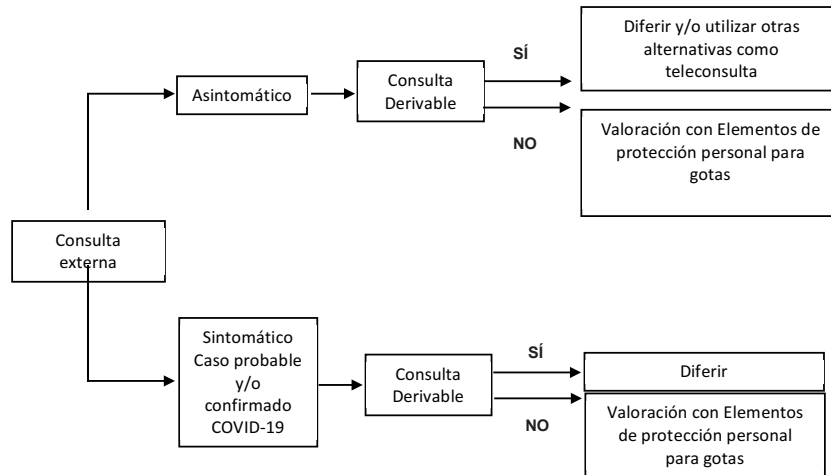 Consulta
externa
Asintomático
Consulta
Derivable
SÍ
Diferir y/o utilizar otras
alternativas como
teleconsulta
NO
Valoración con Elementos de
protección personal para
gotas
Sintomático
Caso probable
y/o
confirmado
COVID-19
Consulta
Derivable
SÍ
Diferir
NO
Valoración con Elementos
de protección personal
para gotas